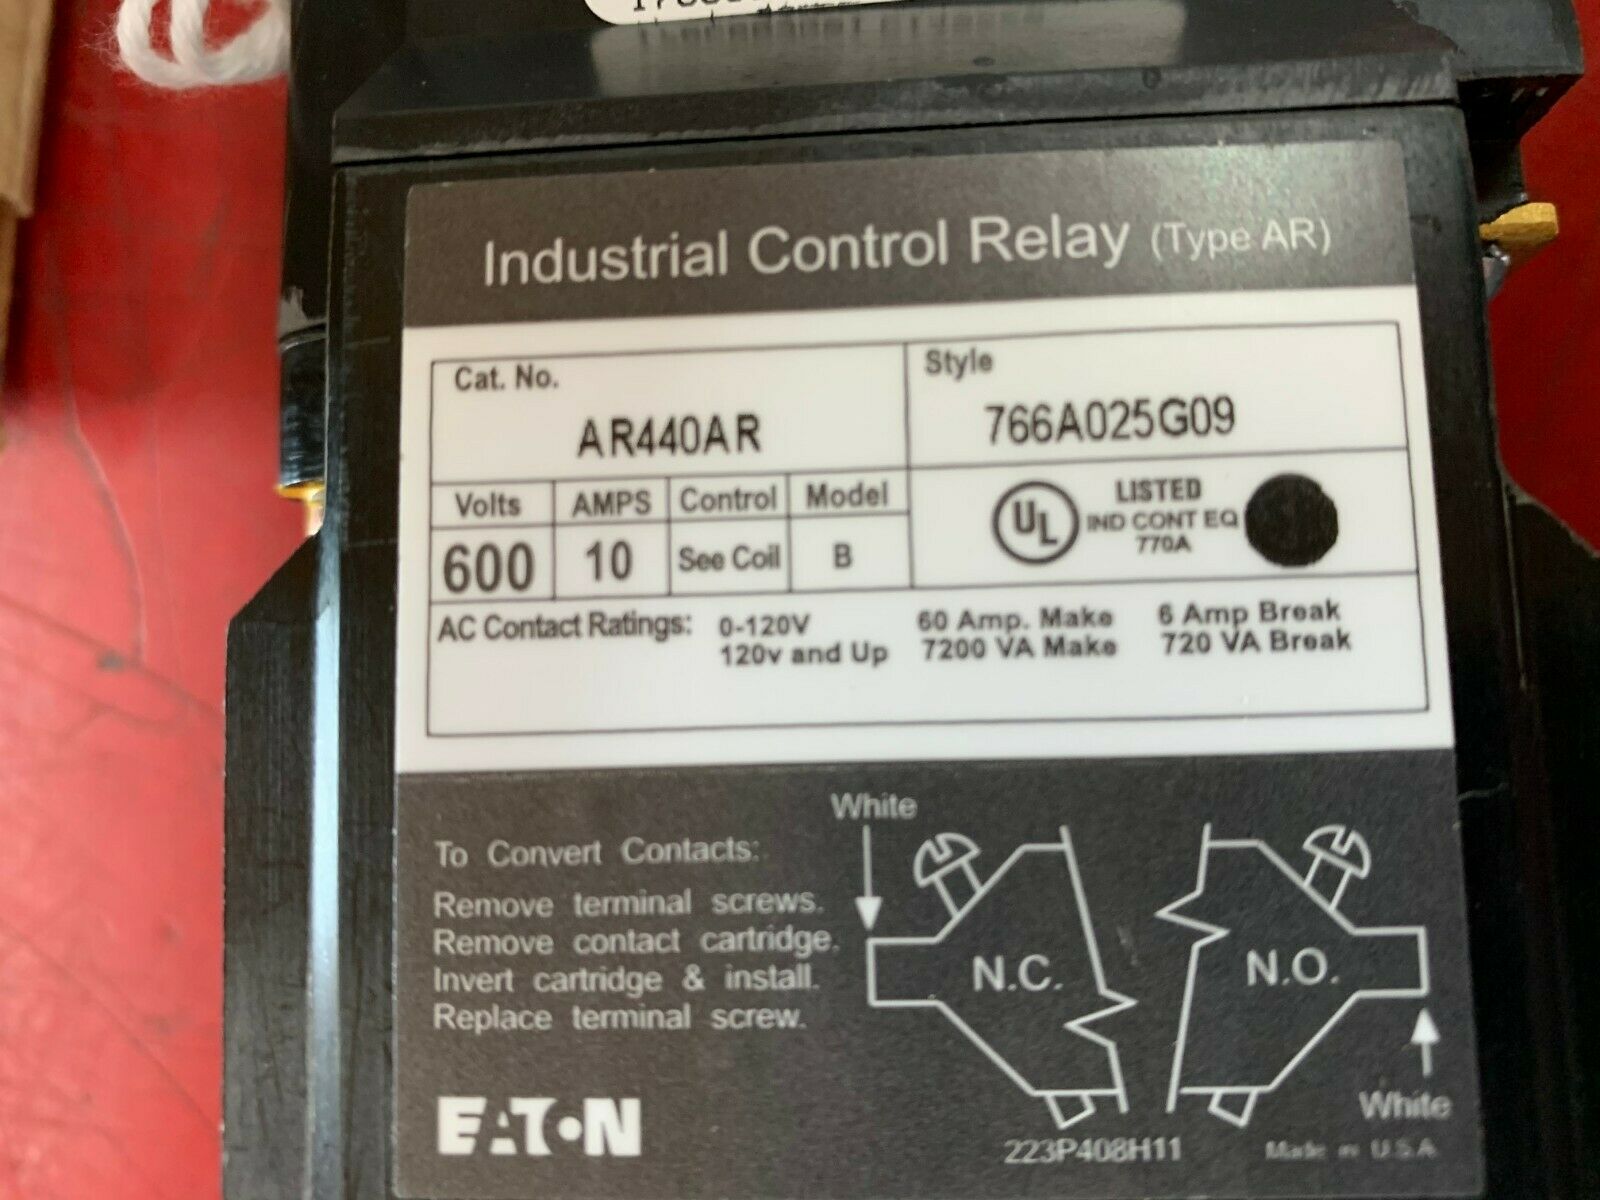 Industrial Control Relay (Type AR)
Cat. No.
AR440AR
Style
766A025G09
Volts AMPS Control Model
600 10 See Coil B
UL LISTED
IND CONT EQ
770A
AC Contact Ratings: 0-120V 60 Amp. Make 6 Amp Break
120v and Up 7200 VA Make 720 VA Break
White
To Convert Contacts:
Remove terminal screws.
Remove contact cartridge.
Invert cartridge & install.
Replace terminal screw.
N.C. N.O.
White
EATON
223P408H11
Made in U.S.A